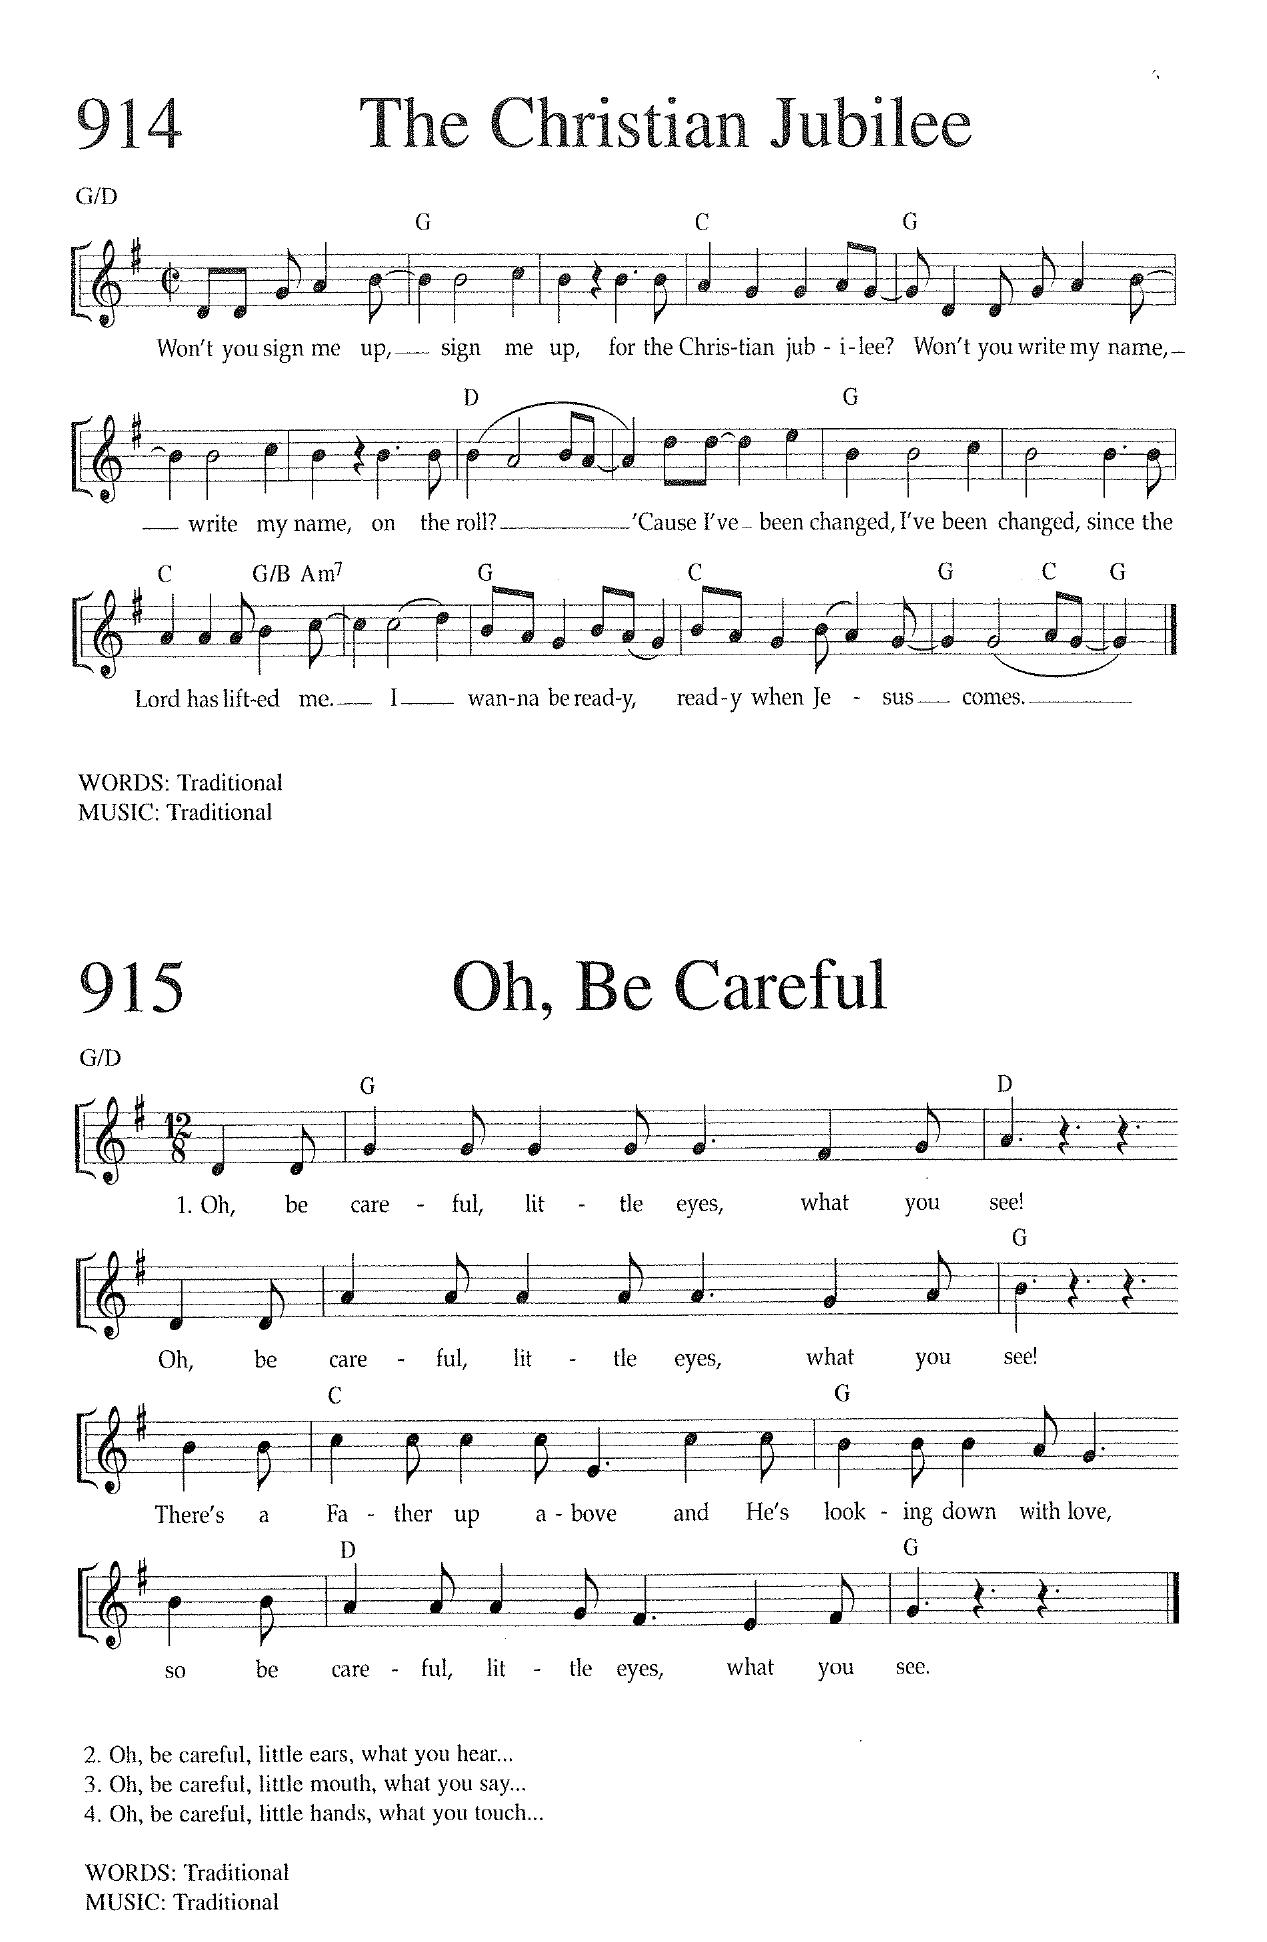 914 The Christian Jubilee
G/D
G C G
Won't you sign me up, sign me up, for the Chris-tian jub - i-lee? Won't you write my name,
D G
write my name, on the roll? 'Cause I've been changed, I've been changed, since the
C G/B Am7 G C G C G
Lord has lift-ed me. I wan-na be read-y, read-y when Je - sus comes.
WORDS: Traditional
MUSIC: Traditional
915 Oh, Be Careful
G/D
G D
12
8
1. Oh, be care - ful, lit - tle eyes, what you see!
G
Oh, be care - ful, lit - tle eyes, what you see!
C G
There's a Fa - ther up a - bove and He's look - ing down with love,
D G
so be care - ful, lit - tle eyes, what you see.
2. Oh, be careful, little ears, what you hear...
3. Oh, be careful, little mouth, what you say...
4. Oh, be careful, little hands, what you touch...
WORDS: Traditional
MUSIC: Traditional